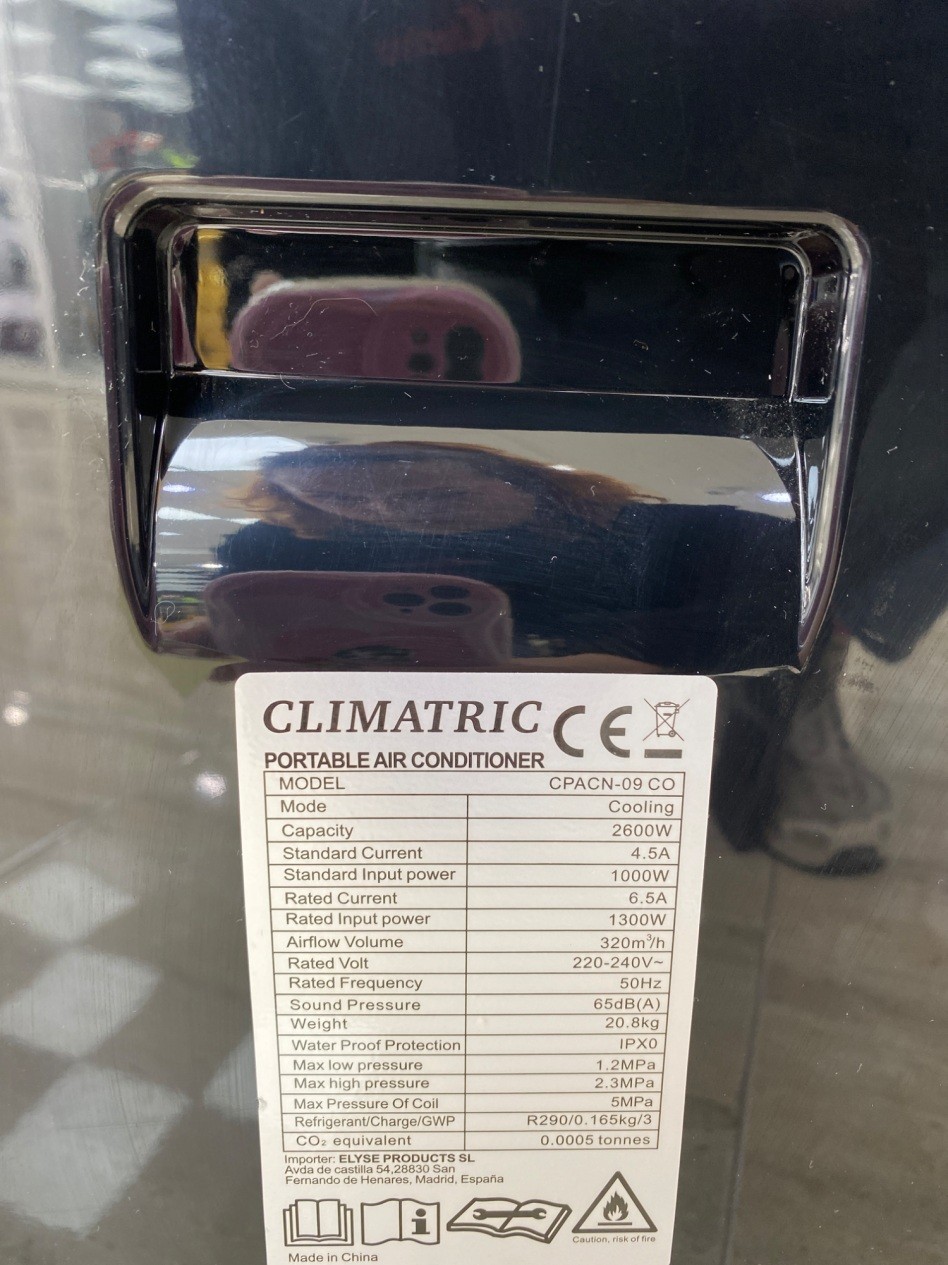 CLIMATRIC CE
PORTABLE AIR CONDITIONER
MODEL CPACN-09 CO
Mode Cooling
Capacity 2600W
Standard Current 4.5A
Standard Input power 1000W
Rated Current 6.5A
Rated Input power 1300W
Airflow Volume 320m³/h
Rated Volt 220-240V~
Rated Frequency 50Hz
Sound Pressure 65dB(A)
Weight 20.8kg
Water Proof Protection IPX0
Max low pressure 1.2MPa
Max high pressure 2.3MPa
Max Pressure Of Coil 5MPa
Refrigerant/Charge/GWP R290/0.165kg/3
CO₂ equivalent 0.0005 tonnes
Importer: ELYSE PRODUCTS SL
Avda de castilla 54,28830 San
Fernando de Henares, Madrid, España
i
Caution, risk of fire
Made in China